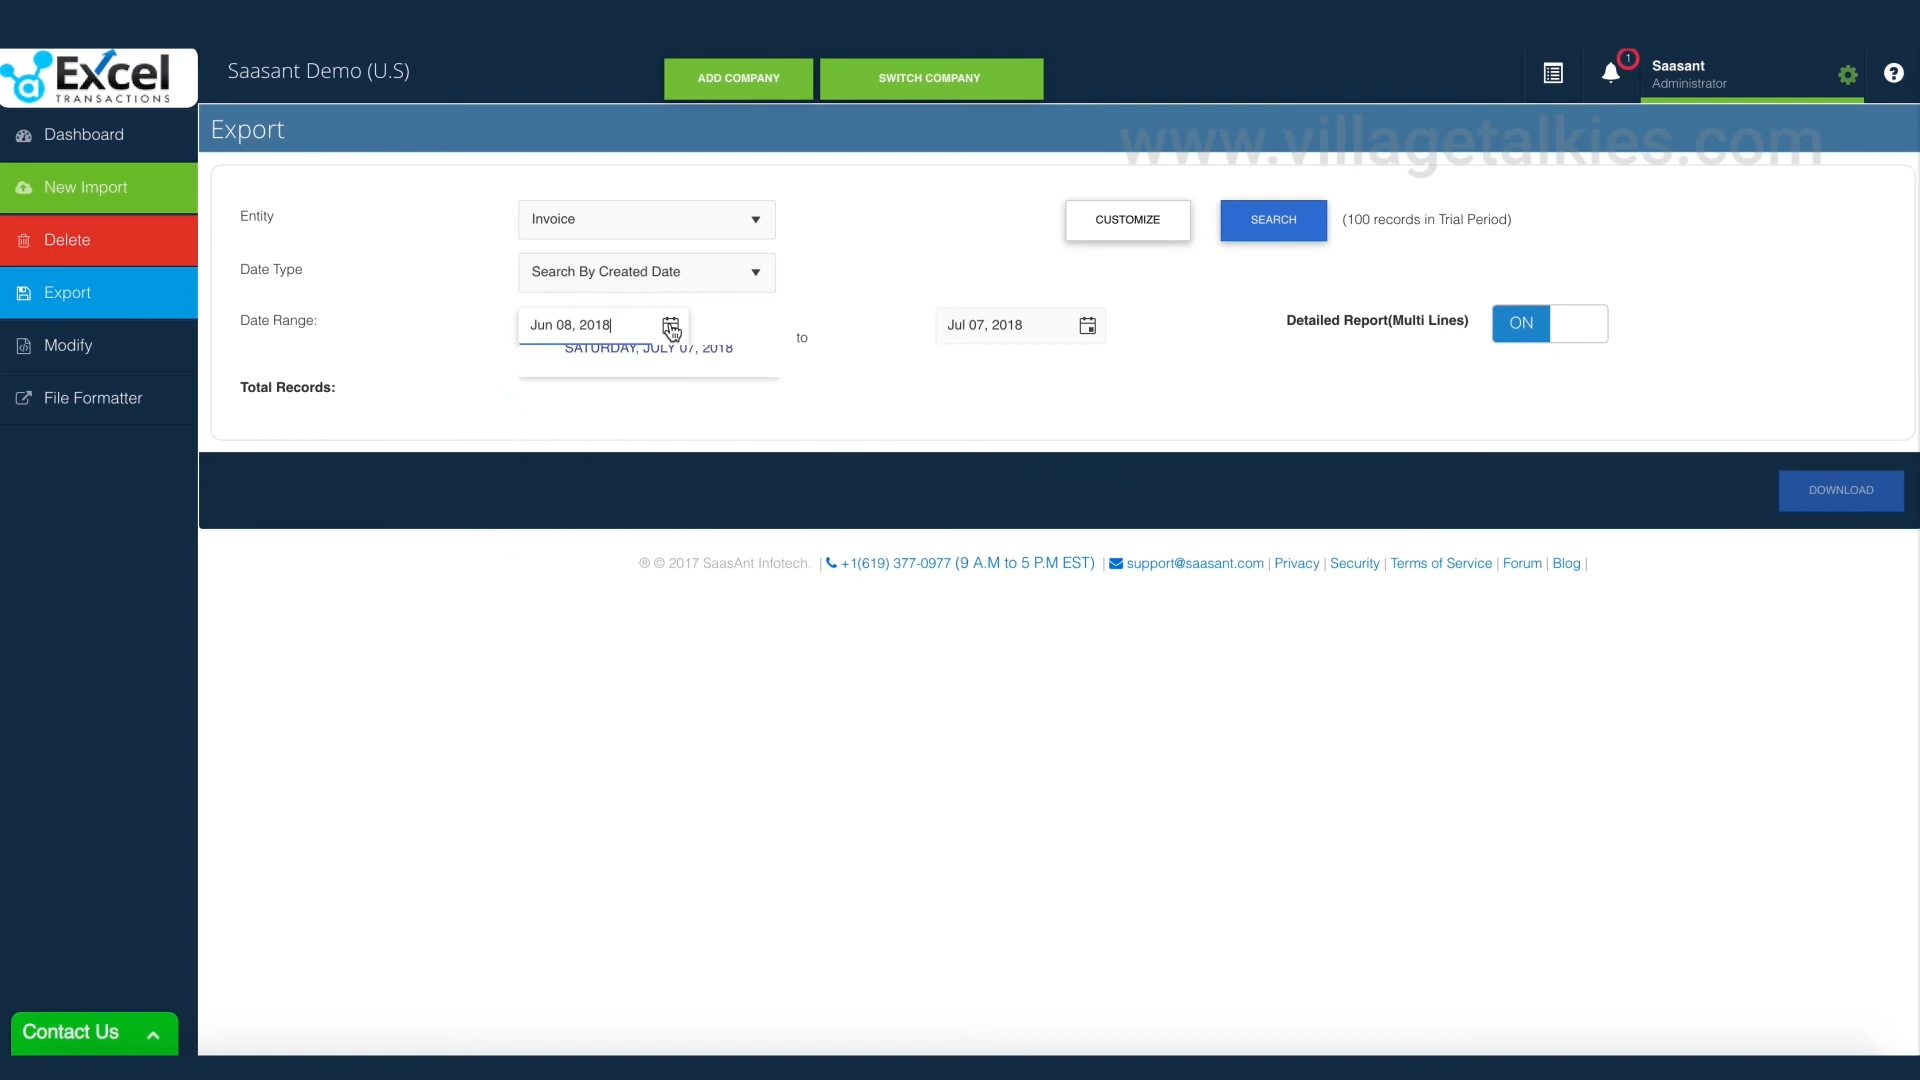 Excel
TRANSACTIONS
Saasant Demo (U.S)
ADD COMPANY
SWITCH COMPANY
1
Saasant
Administrator
?
Dashboard
New Import
Delete
Export
Modify
File Formatter
Export
www.villagetalkies.com
Entity
Invoice
CUSTOMIZE
SEARCH
(100 records in Trial Period)
Date Type
Search By Created Date
Date Range:
Jun 08, 2018
SATURDAY, JULY 07, 2018
to
Jul 07, 2018
Detailed Report(Multi Lines)
ON
Total Records:
DOWNLOAD
® © 2017 SaasAnt Infotech. | +1(619) 377-0977 (9 A.M to 5 P.M EST) | support@saasant.com | Privacy | Security | Terms of Service | Forum | Blog |
Contact Us